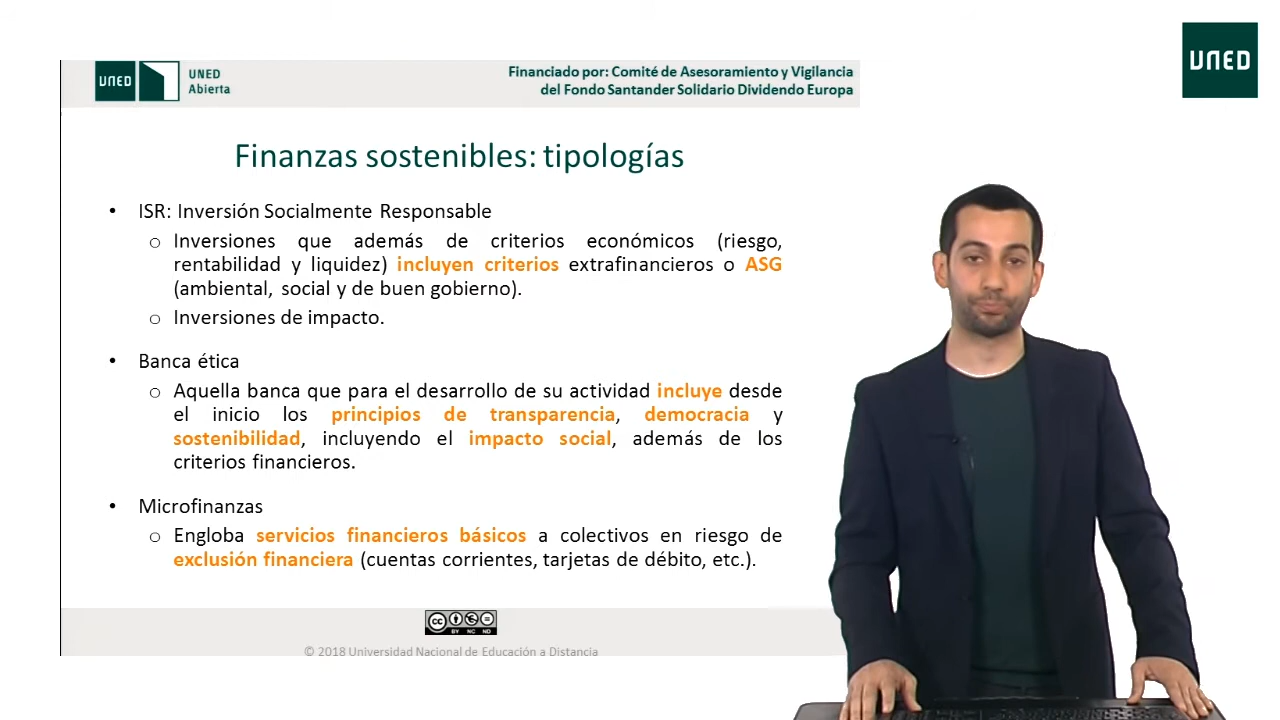 UNED
UNED
Abierta
Financiado por: Comité de Asesoramiento y Vigilancia
del Fondo Santander Solidario Dividendo Europa
UNED
Finanzas sostenibles: tipologías
• ISR: Inversión Socialmente Responsable
o Inversiones que además de criterios económicos (riesgo,
rentabilidad y liquidez) incluyen criterios extrafinancieros o ASG
(ambiental, social y de buen gobierno).
o Inversiones de impacto.
• Banca ética
o Aquella banca que para el desarrollo de su actividad incluye desde
el inicio los principios de transparencia, democracia y
sostenibilidad, incluyendo el impacto social, además de los
criterios financieros.
• Microfinanzas
o Engloba servicios financieros básicos a colectivos en riesgo de
exclusión financiera (cuentas corrientes, tarjetas de débito, etc.).
cc
BY NC ND
© 2018 Universidad Nacional de Educación a Distancia